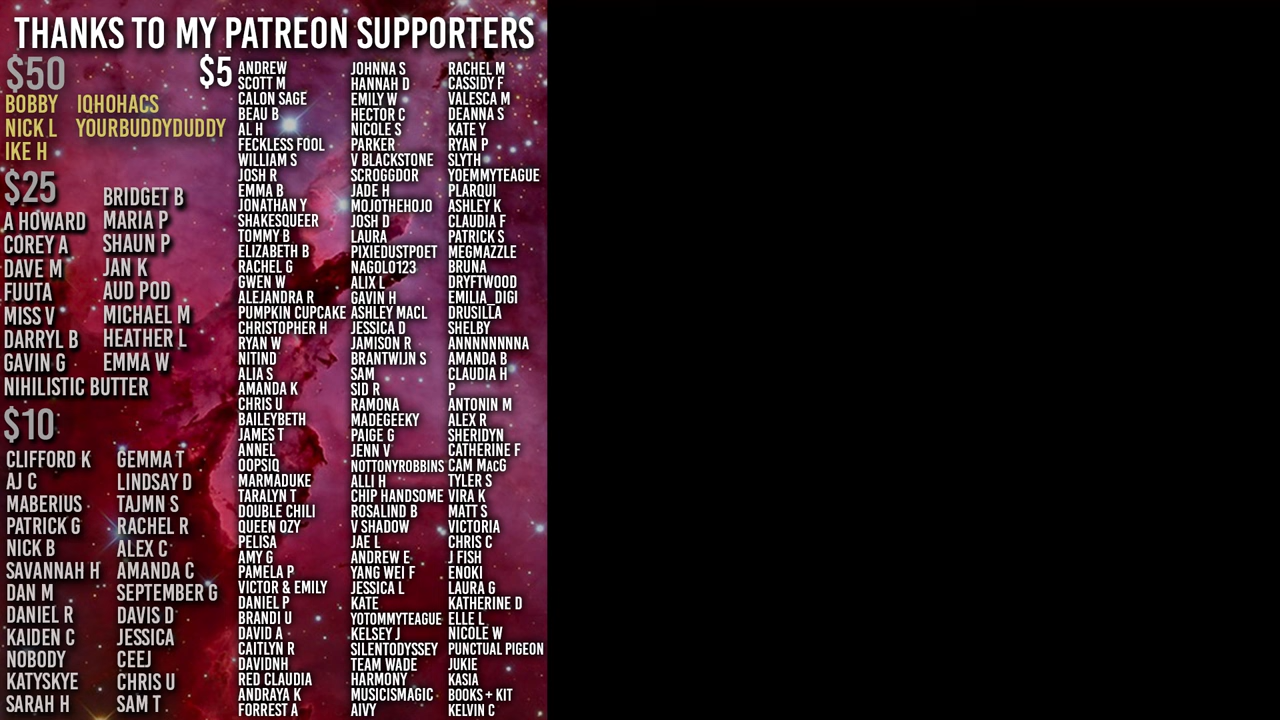 THANKS TO MY PATREON SUPPORTERS
$50
BOBBY
NICK L
IKE H
IQHOHACS
YOURBUDDYDUDDY
$25
A HOWARD
COREY A
DAVE M
FUUTA
MISS V
DARRYL B
GAVIN G
NIHILISTIC BUTTER
BRIDGET B
MARIA P
SHAUN P
JAN K
AUD POD
MICHAEL M
HEATHER L
EMMA W
$10
CLIFFORD K
AJ C
MABERIUS
PATRICK G
NICK B
SAVANNAH H
DAN M
DANIEL R
KAIDEN C
NOBODY
KATYSKYE
SARAH H
GEMMA T
LINDSAY D
TAJMN S
RACHEL R
ALEX C
AMANDA C
SEPTEMBER G
DAVIS D
JESSICA
CEEJ
CHRIS U
SAM T
$5
ANDREW
SCOTT M
CALON SAGE
BEAU B
AL H
FECKLESS FOOL
WILLIAM S
JOSH R
EMMA B
JONATHAN Y
SHAKESQUEER
TOMMY B
ELIZABETH B
RACHEL G
GWEN W
ALEJANDRA R
PUMPKIN CUPCAKE
CHRISTOPHER H
RYAN W
NITIND
ALIA S
AMANDA K
CHRIS U
BAILEYBETH
JAMES T
ANNEL
OOPSIQ
MARMADUKE
TARALYN T
DOUBLE CHILI
QUEEN OZY
PELISA
AMY G
PAMELA P
VICTOR & EMILY
DANIEL P
BRANDI U
DAVID A
CAITLYN R
DAVIDNH
RED CLAUDIA
ANDRAYA K
FORREST A
JOHNNA S
HANNAH D
EMILY W
HECTOR C
NICOLE S
PARKER
V BLACKSTONE
SCROGGDOR
JADE H
MOJOTHEHOJO
JOSH D
LAURA
PIXIEDUSTPOET
NAGOLO123
ALIX L
GAVIN H
ASHLEY MACL
JESSICA D
JAMISON R
BRANTWIJN S
SAM
SID R
RAMONA
MADEGEEKY
PAIGE G
JENN V
NOTTONYROBBINS
ALLI H
CHIP HANDSOME
ROSALIND B
V SHADOW
JAE L
ANDREW E
YANG WEI F
JESSICA L
KATE
YOTOMMYTEAGUE
KELSEY J
SILENTODYSSEY
TEAM WADE
HARMONY
MUSICISMAGIC
AIVY
RACHEL M
CASSIDY F
VALESCA M
DEANNA S
KATE Y
RYAN P
SLYTH
YOEMMYTEAGUE
PLARQUI
ASHLEY K
CLAUDIA F
PATRICK S
MEGMAZZLE
BRUNA
DRYFTWOOD
EMILIA_DIGI
DRUSILLA
SHELBY
ANNNNNNNNA
AMANDA B
CLAUDIA H
P
ANTONIN M
ALEX R
SHERIDYN
CATHERINE F
CAM MacG
TYLER S
VIRA K
MATT S
VICTORIA
CHRIS C
J FISH
ENOKI
LAURA G
KATHERINE D
ELLE L
NICOLE W
PUNCTUAL PIGEON
JUKIE
KASIA
BOOKS + KIT
KELVIN C